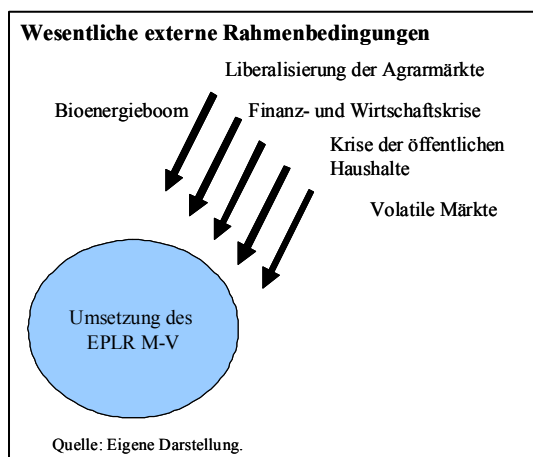 Wesentliche externe Rahmenbedingungen
Liberalisierung der Agrarmärkte
Bioenergieboom
Finanz- und Wirtschaftskrise
Krise der öffentlichen
Haushalte
Volatile Märkte
Umsetzung des
EPLR M-V
Quelle: Eigene Darstellung.